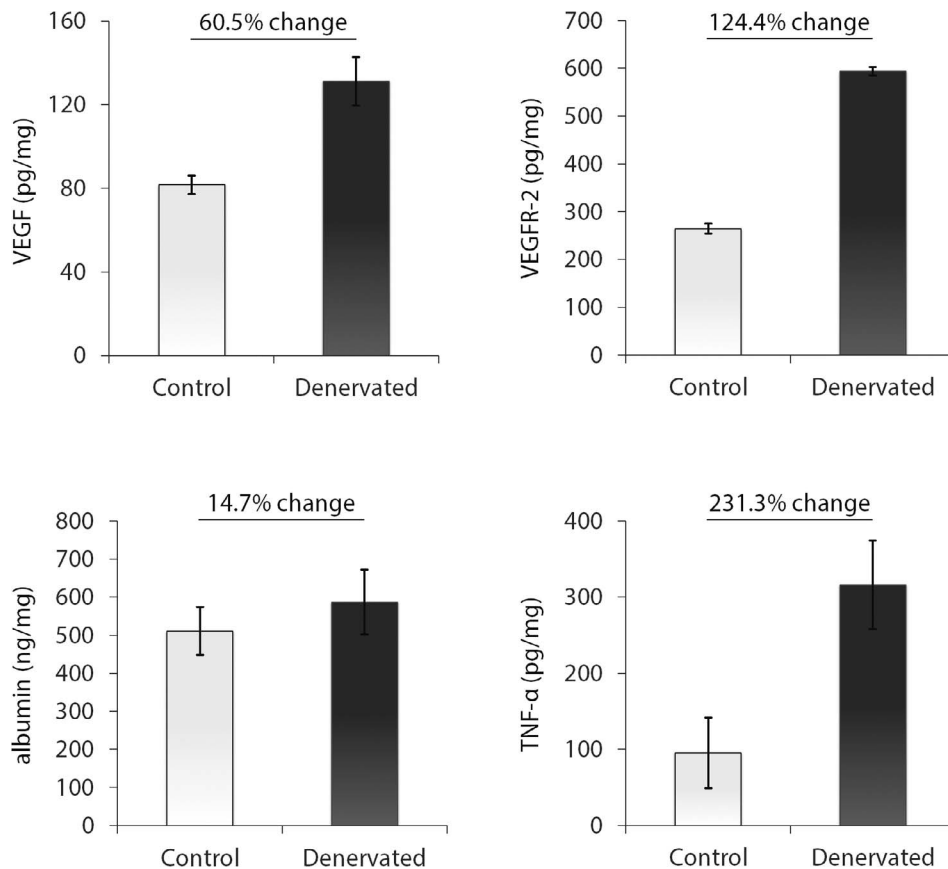 60.5% change
VEGF (pg/mg)
160
120
80
40
0
Control Denervated
124.4% change
VEGFR-2 (pg/mg)
700
600
500
400
300
200
100
0
Control Denervated
14.7% change
albumin (ng/mg)
800
700
600
500
400
300
200
100
0
Control Denervated
231.3% change
TNF-α (pg/mg)
400
300
200
100
0
Control Denervated